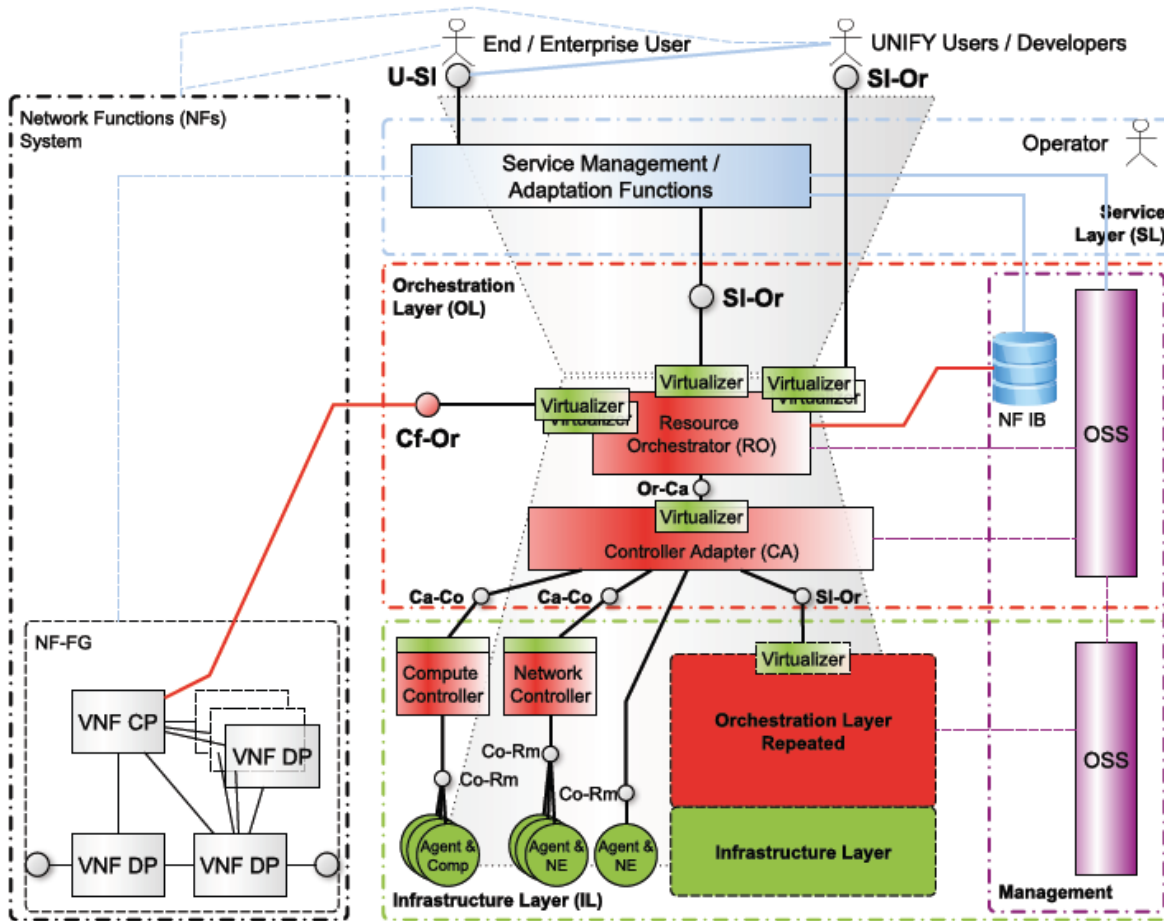 End / Enterprise User
UNIFY Users / Developers
U-Sl
Sl-Or
Network Functions (NFs)
System
Service Management /
Adaptation Functions
Operator
Service
Layer (SL)
Orchestration
Layer (OL)
Sl-Or
Virtualizer
Virtualizer
Virtualizer
Virtualizer
Virtualizer
Cf-Or
Resource
Orchestrator (RO)
NF IB
OSS
Or-Ca
Virtualizer
Controller Adapter (CA)
Ca-Co
Ca-Co
Sl-Or
NF-FG
VNF CP
VNF DP
VNF DP
VNF DP
Compute
Controller
Network
Controller
Virtualizer
Orchestration Layer
Repeated
OSS
Co-Rm
Co-Rm
Co-Rm
Agent &
Comp
Agent &
NE
Agent &
NE
Infrastructure Layer
Infrastructure Layer (IL)
Management